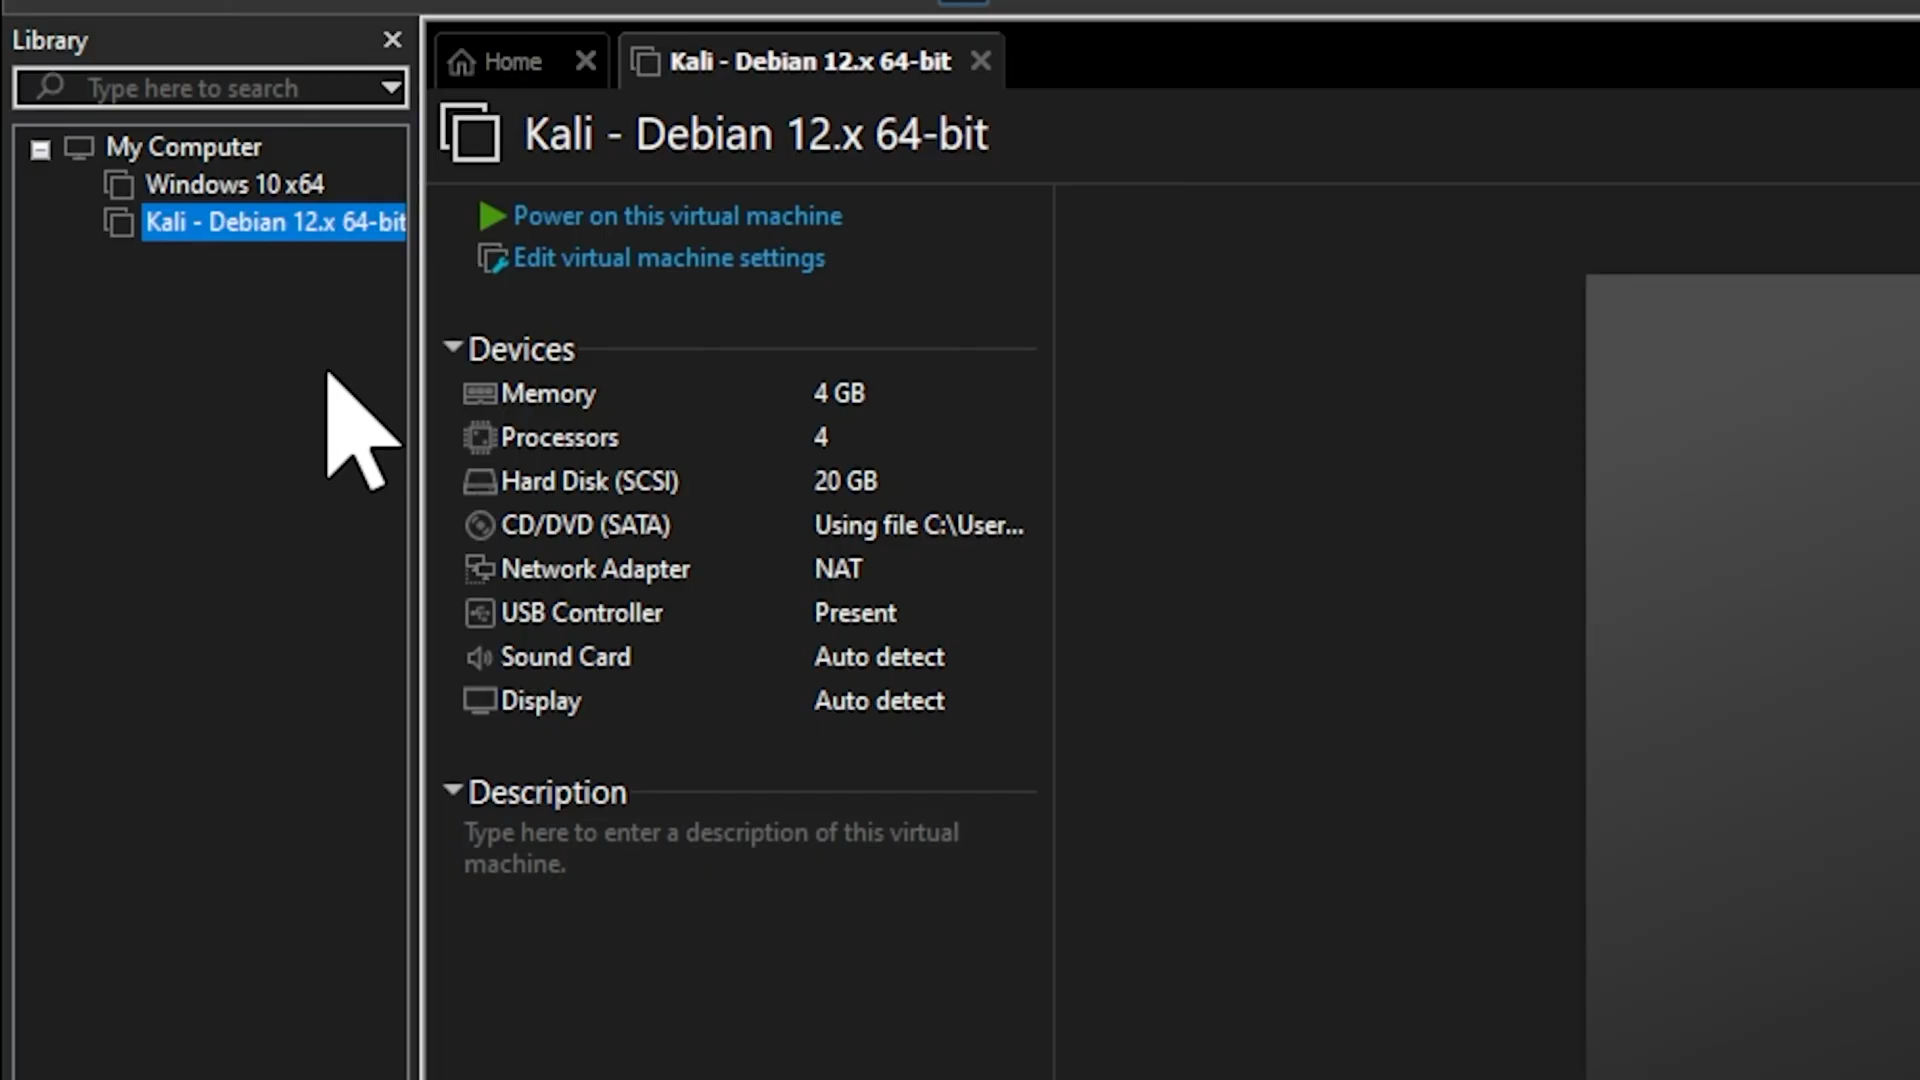 Library
Type here to search
My Computer
Windows 10 x64
Kali - Debian 12.x 64-bit
Home
Kali - Debian 12.x 64-bit
Kali - Debian 12.x 64-bit
Power on this virtual machine
Edit virtual machine settings
Devices
Memory 4 GB
Processors 4
Hard Disk (SCSI) 20 GB
CD/DVD (SATA) Using file C:\User...
Network Adapter NAT
USB Controller Present
Sound Card Auto detect
Display Auto detect
Description
Type here to enter a description of this virtual
machine.